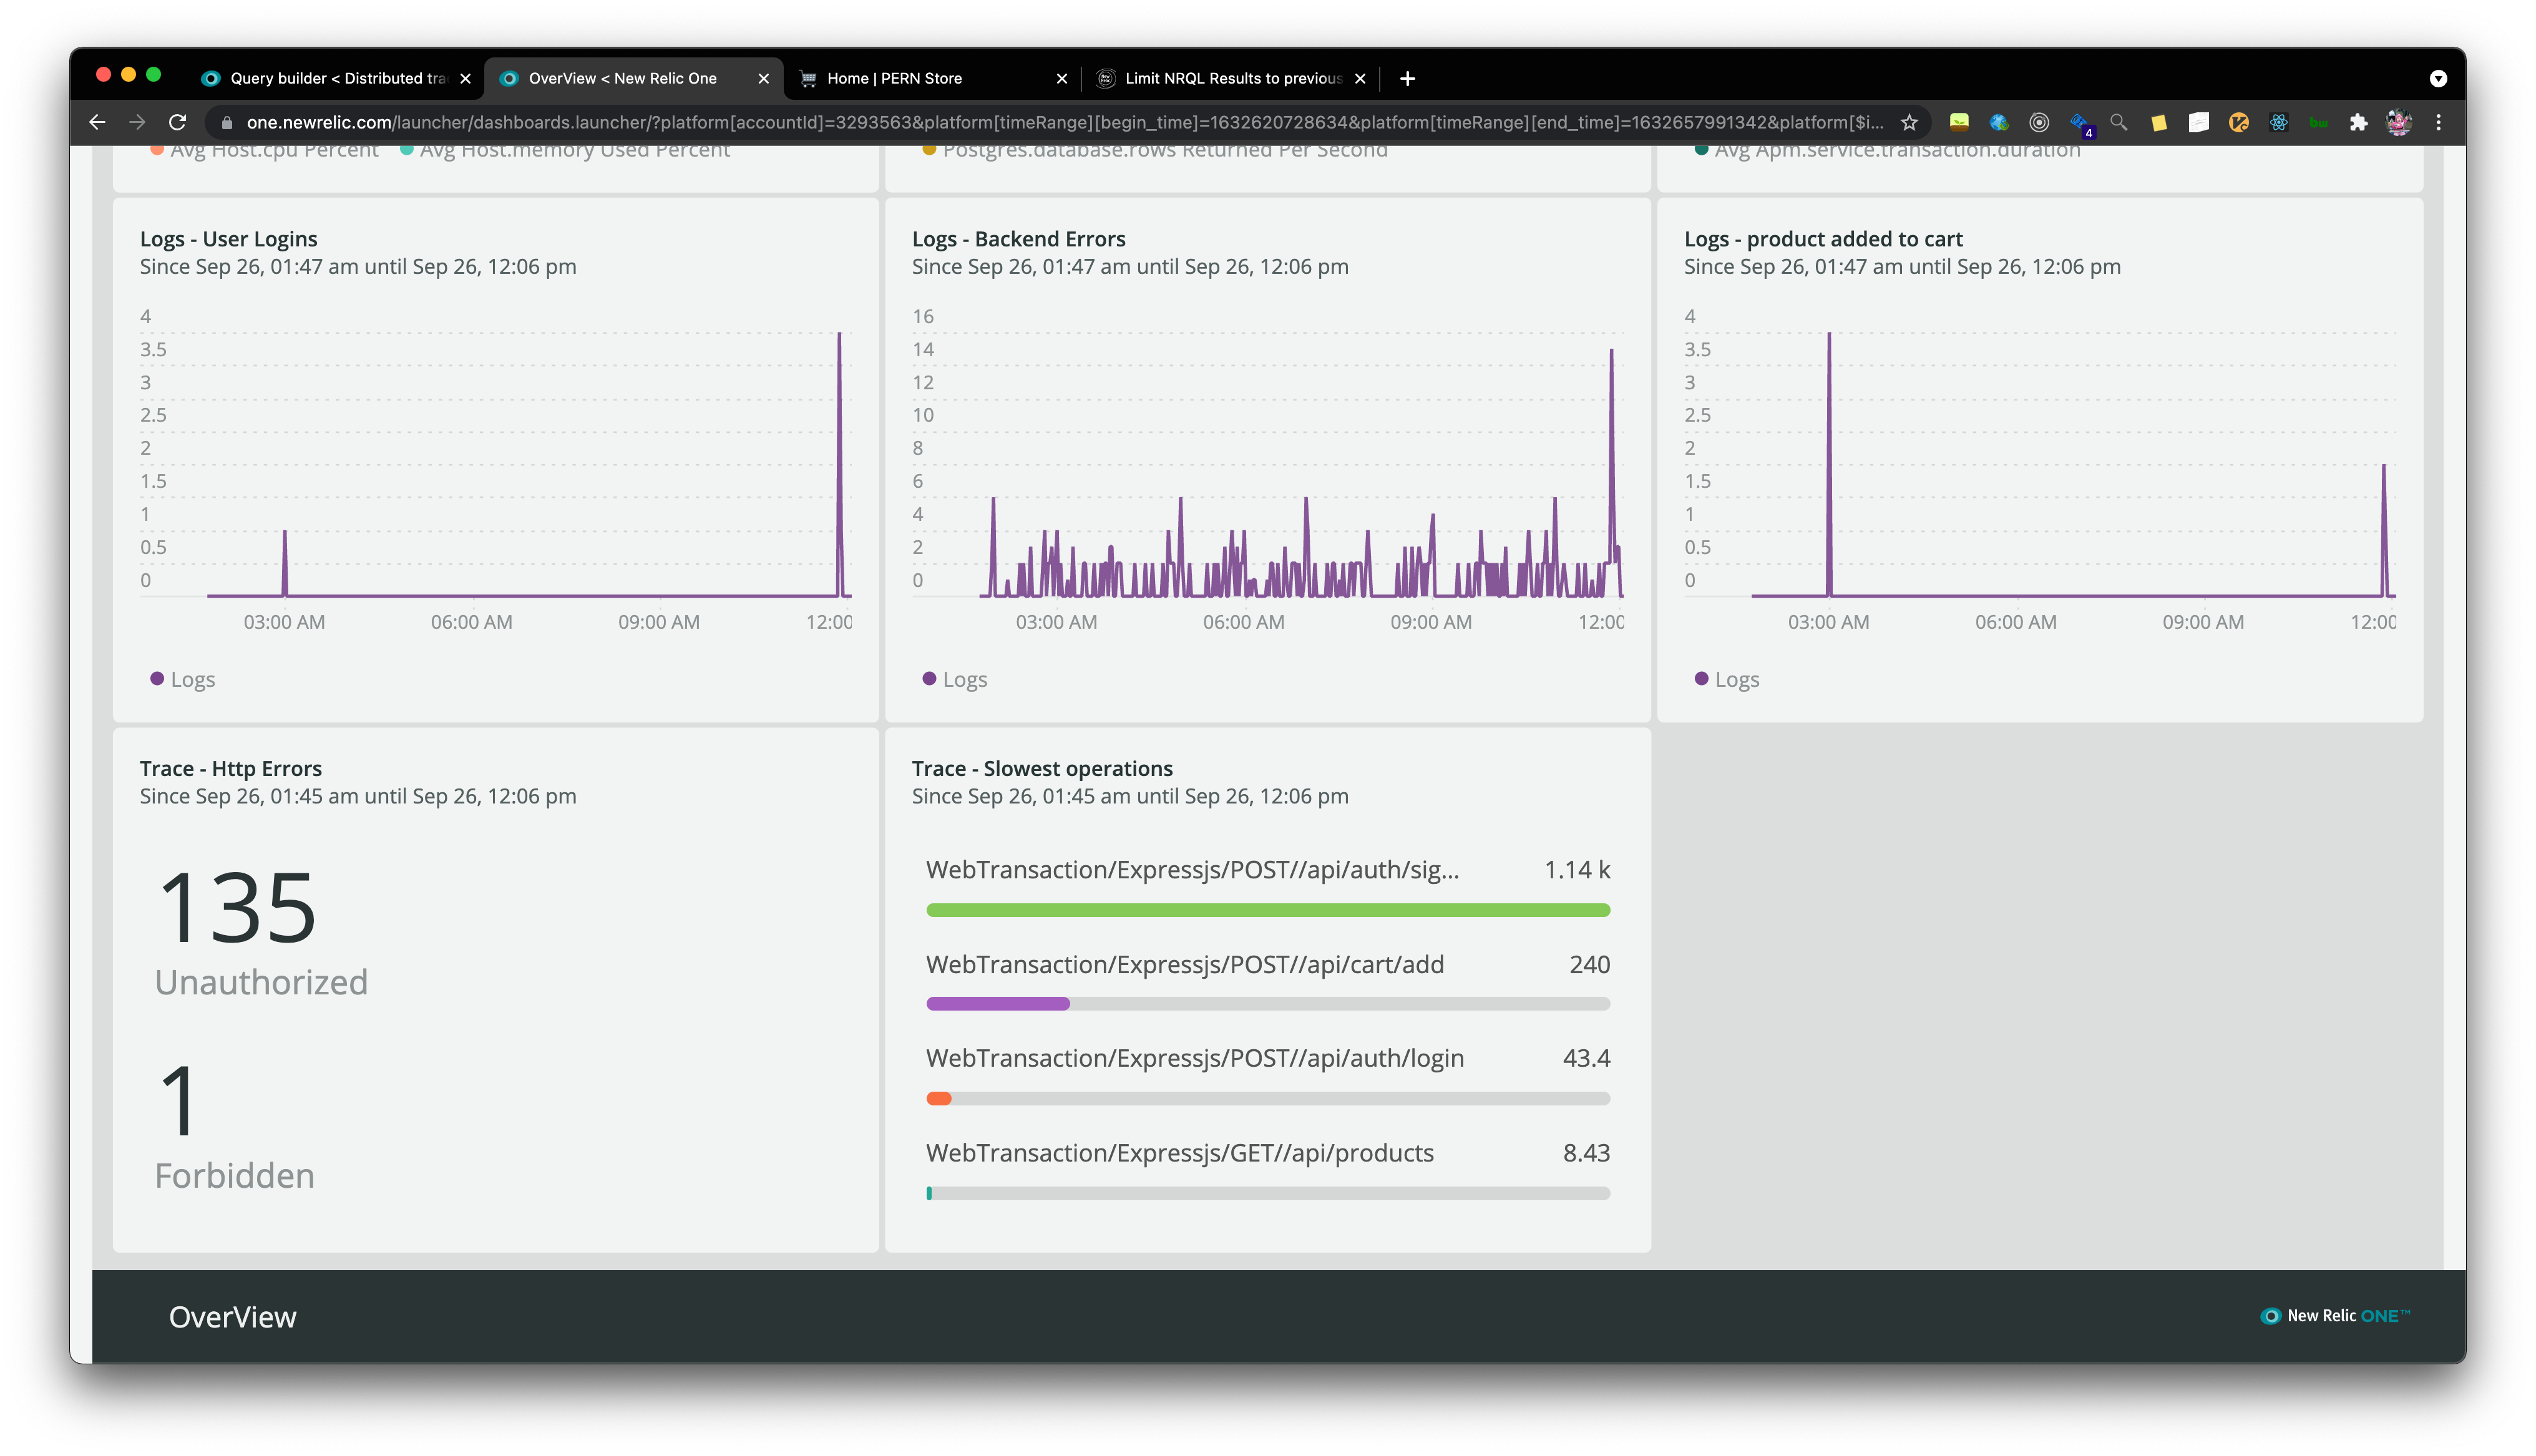 Query builder < Distributed tra
OverView < New Relic One
Home | PERN Store
Limit NRQL Results to previous
one.newrelic.com/launcher/dashboards.launcher/?platform[accountId]=3293563&platform[timeRange][begin_time]=1632620728634&platform[timeRange][end_time]=1632657991342&platform[$i...
4
bw
Avg Host.cpu Percent
Avg Host.memory Used Percent
Postgres.database.rows Returned Per Second
Avg Apm.service.transaction.duration
Logs - User Logins
Since Sep 26, 01:47 am until Sep 26, 12:06 pm
4
3.5
3
2.5
2
1.5
1
0.5
0
03:00 AM
06:00 AM
09:00 AM
12:00
Logs
Logs - Backend Errors
Since Sep 26, 01:47 am until Sep 26, 12:06 pm
16
14
12
10
8
6
4
2
0
03:00 AM
06:00 AM
09:00 AM
12:00
Logs
Logs - product added to cart
Since Sep 26, 01:47 am until Sep 26, 12:06 pm
4
3.5
3
2.5
2
1.5
1
0.5
0
03:00 AM
06:00 AM
09:00 AM
12:00
Logs
Trace - Http Errors
Since Sep 26, 01:45 am until Sep 26, 12:06 pm
135
Unauthorized
1
Forbidden
Trace - Slowest operations
Since Sep 26, 01:45 am until Sep 26, 12:06 pm
WebTransaction/Expressjs/POST//api/auth/sig... 1.14 k
WebTransaction/Expressjs/POST//api/cart/add 240
WebTransaction/Expressjs/POST//api/auth/login 43.4
WebTransaction/Expressjs/GET//api/products 8.43
OverView
New Relic ONE™